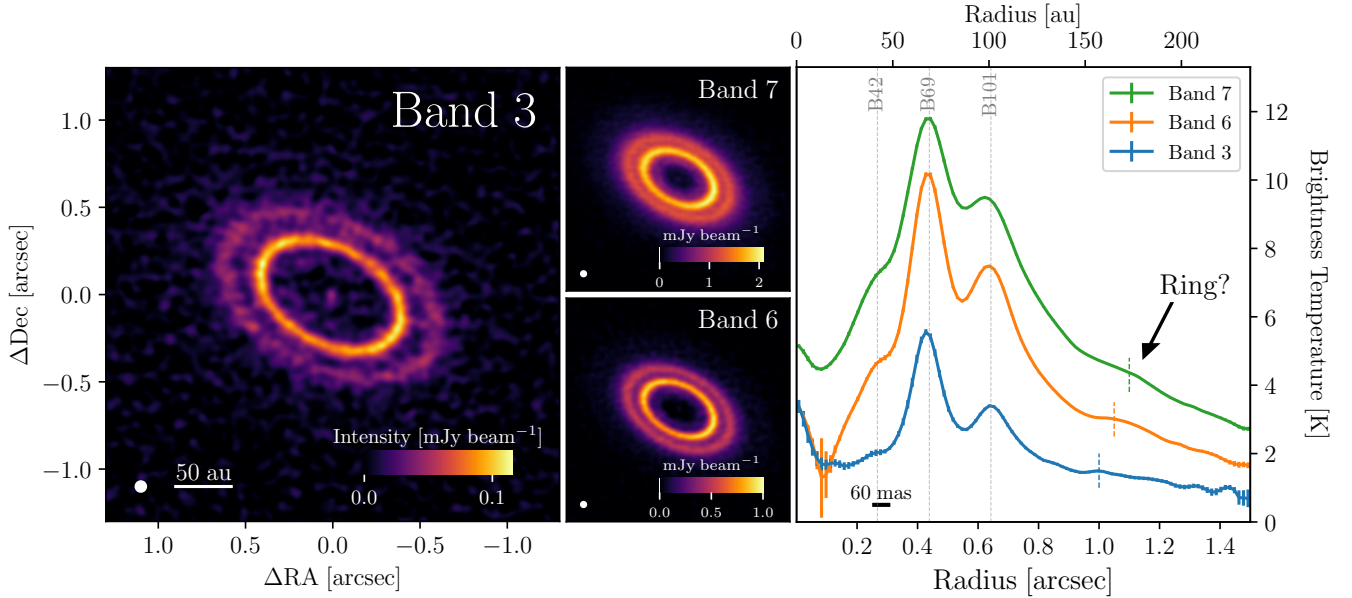 Band 3
1.0
0.5
0.0
−0.5
−1.0
ΔDec [arcsec]
Intensity [mJy beam⁻¹]
0.0 0.1
50 au
1.0 0.5 0.0 −0.5 −1.0
ΔRA [arcsec]
Band 7
mJy beam⁻¹
0 1 2
Band 6
mJy beam⁻¹
0.0 0.5 1.0
Radius [au]
0 50 100 150 200
B42 B69 B101
Band 7
Band 6
Band 3
Ring?
60 mas
12
10
8
6
4
2
0
Brightness Temperature [K]
0.2 0.4 0.6 0.8 1.0 1.2 1.4
Radius [arcsec]